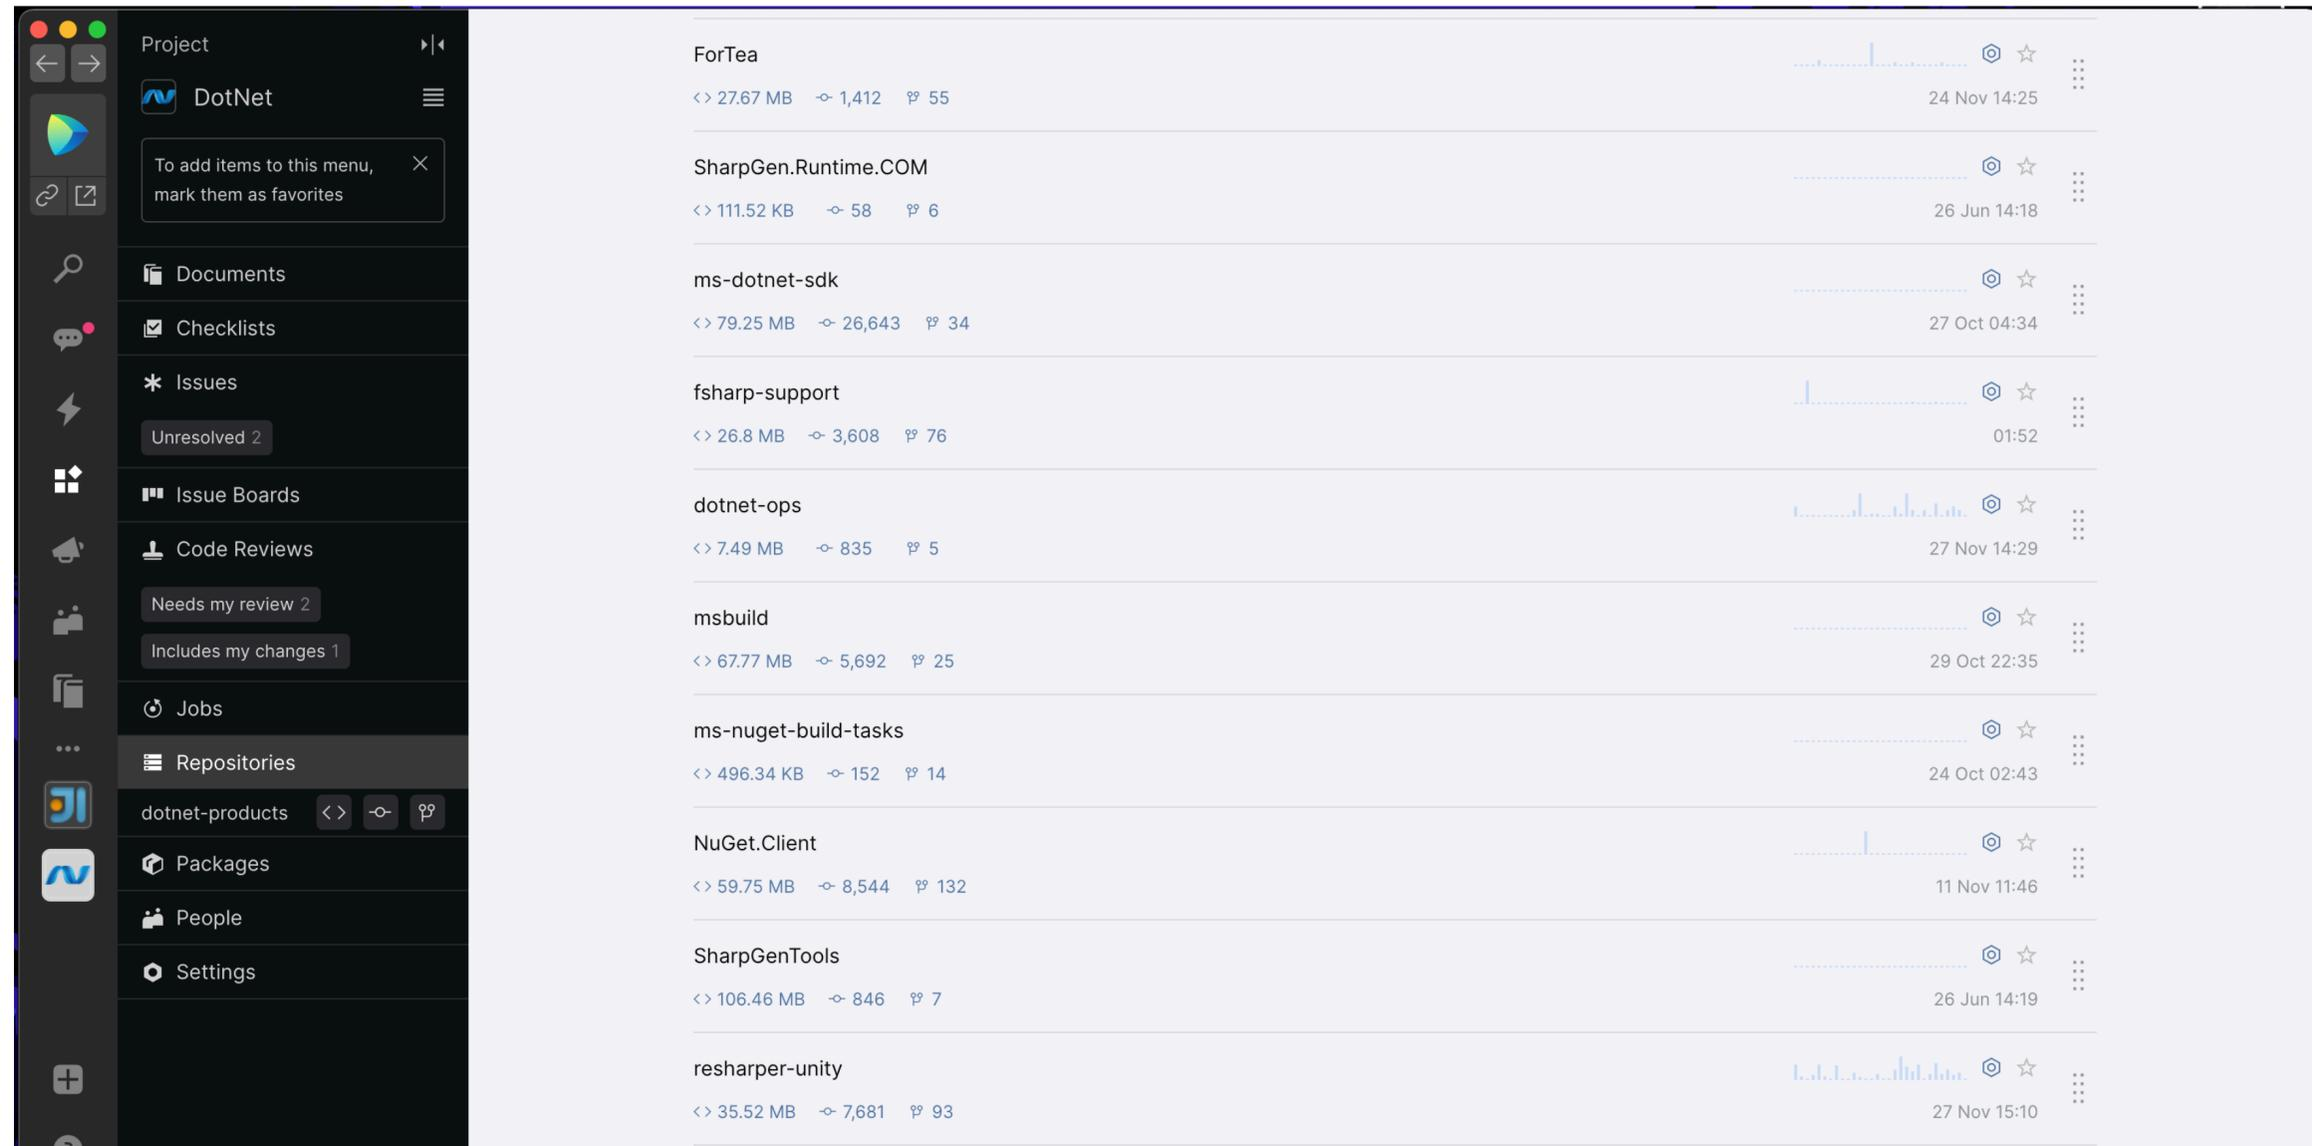 Project
DotNet
To add items to this menu,
mark them as favorites
Documents
Checklists
Issues
Unresolved 2
Issue Boards
Code Reviews
Needs my review 2
Includes my changes 1
Jobs
Repositories
dotnet-products
Packages
People
Settings
ForTea
27.67 MB 1,412 55
24 Nov 14:25
SharpGen.Runtime.COM
111.52 KB 58 6
26 Jun 14:18
ms-dotnet-sdk
79.25 MB 26,643 34
27 Oct 04:34
fsharp-support
26.8 MB 3,608 76
01:52
dotnet-ops
7.49 MB 835 5
27 Nov 14:29
msbuild
67.77 MB 5,692 25
29 Oct 22:35
ms-nuget-build-tasks
496.34 KB 152 14
24 Oct 02:43
NuGet.Client
59.75 MB 8,544 132
11 Nov 11:46
SharpGenTools
106.46 MB 846 7
26 Jun 14:19
resharper-unity
35.52 MB 7,681 93
27 Nov 15:10